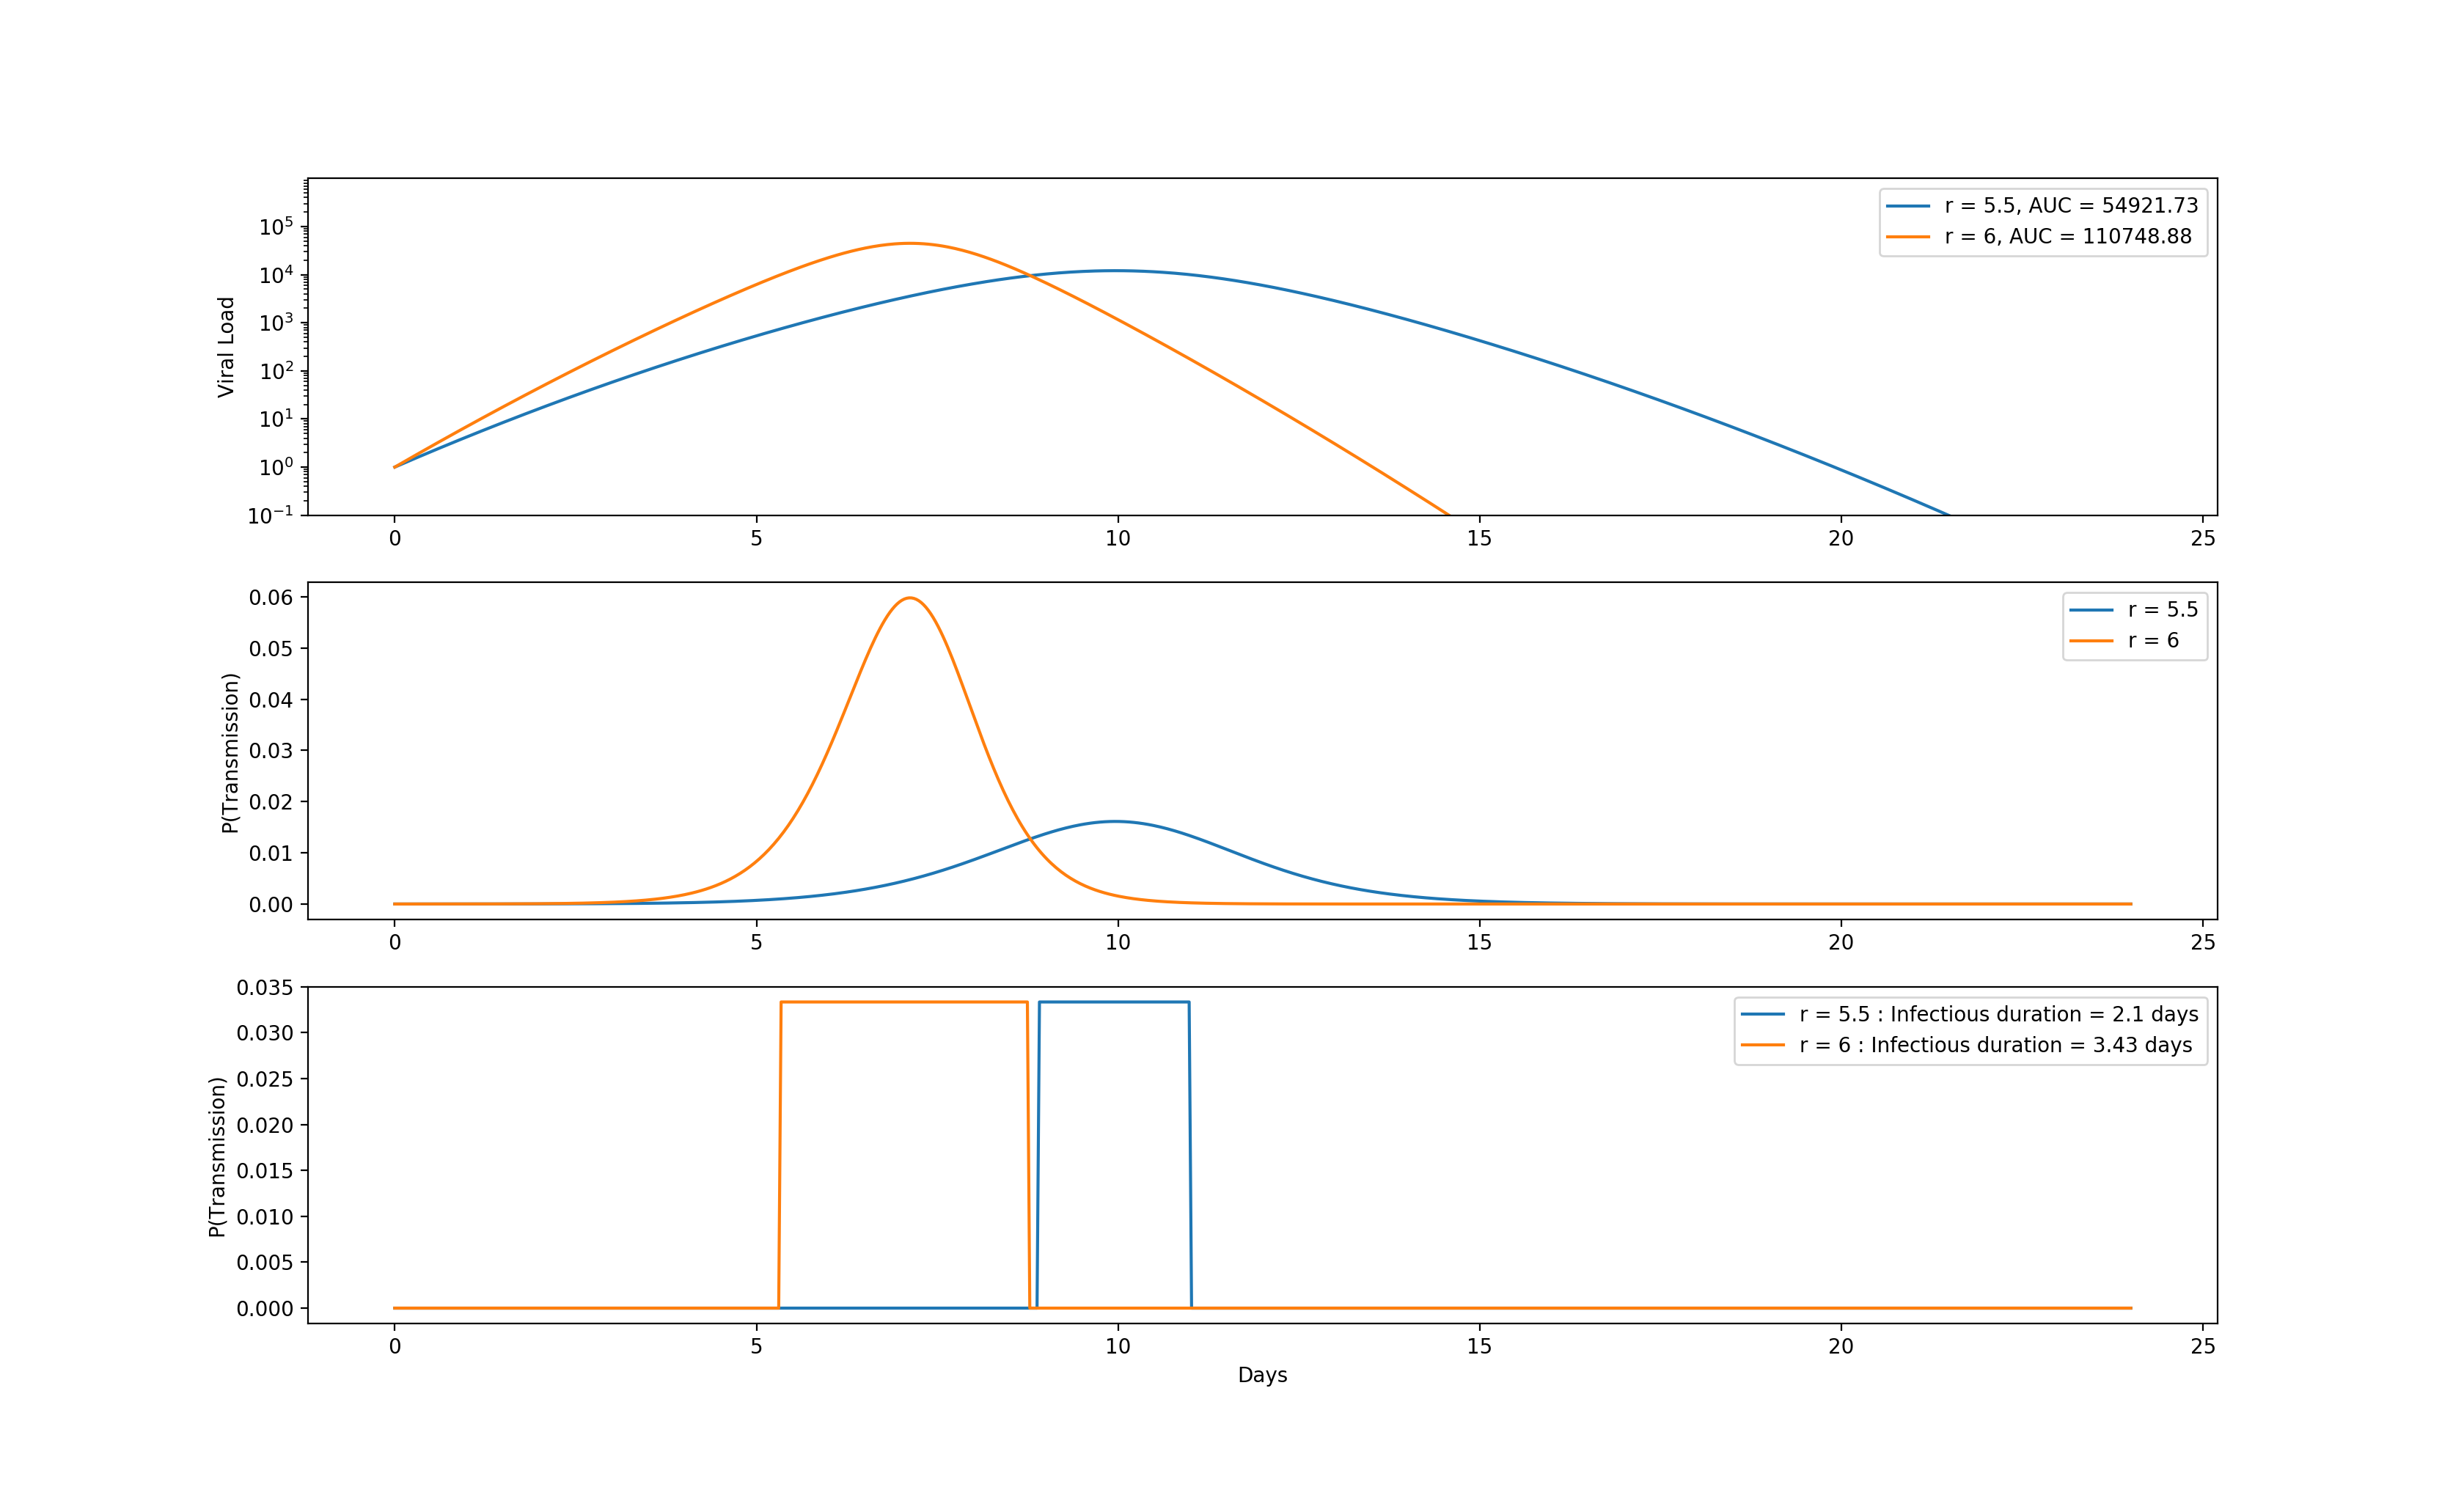 Viral Load
10^5
10^4
10^3
10^2
10^1
10^0
10^−1
0 5 10 15 20 25
r = 5.5, AUC = 54921.73
r = 6, AUC = 110748.88
P(Transmission)
0.06
0.05
0.04
0.03
0.02
0.01
0.00
0 5 10 15 20 25
r = 5.5
r = 6
P(Transmission)
0.035
0.030
0.025
0.020
0.015
0.010
0.005
0.000
0 5 10 15 20 25
r = 5.5 : Infectious duration = 2.1 days
r = 6 : Infectious duration = 3.43 days
Days